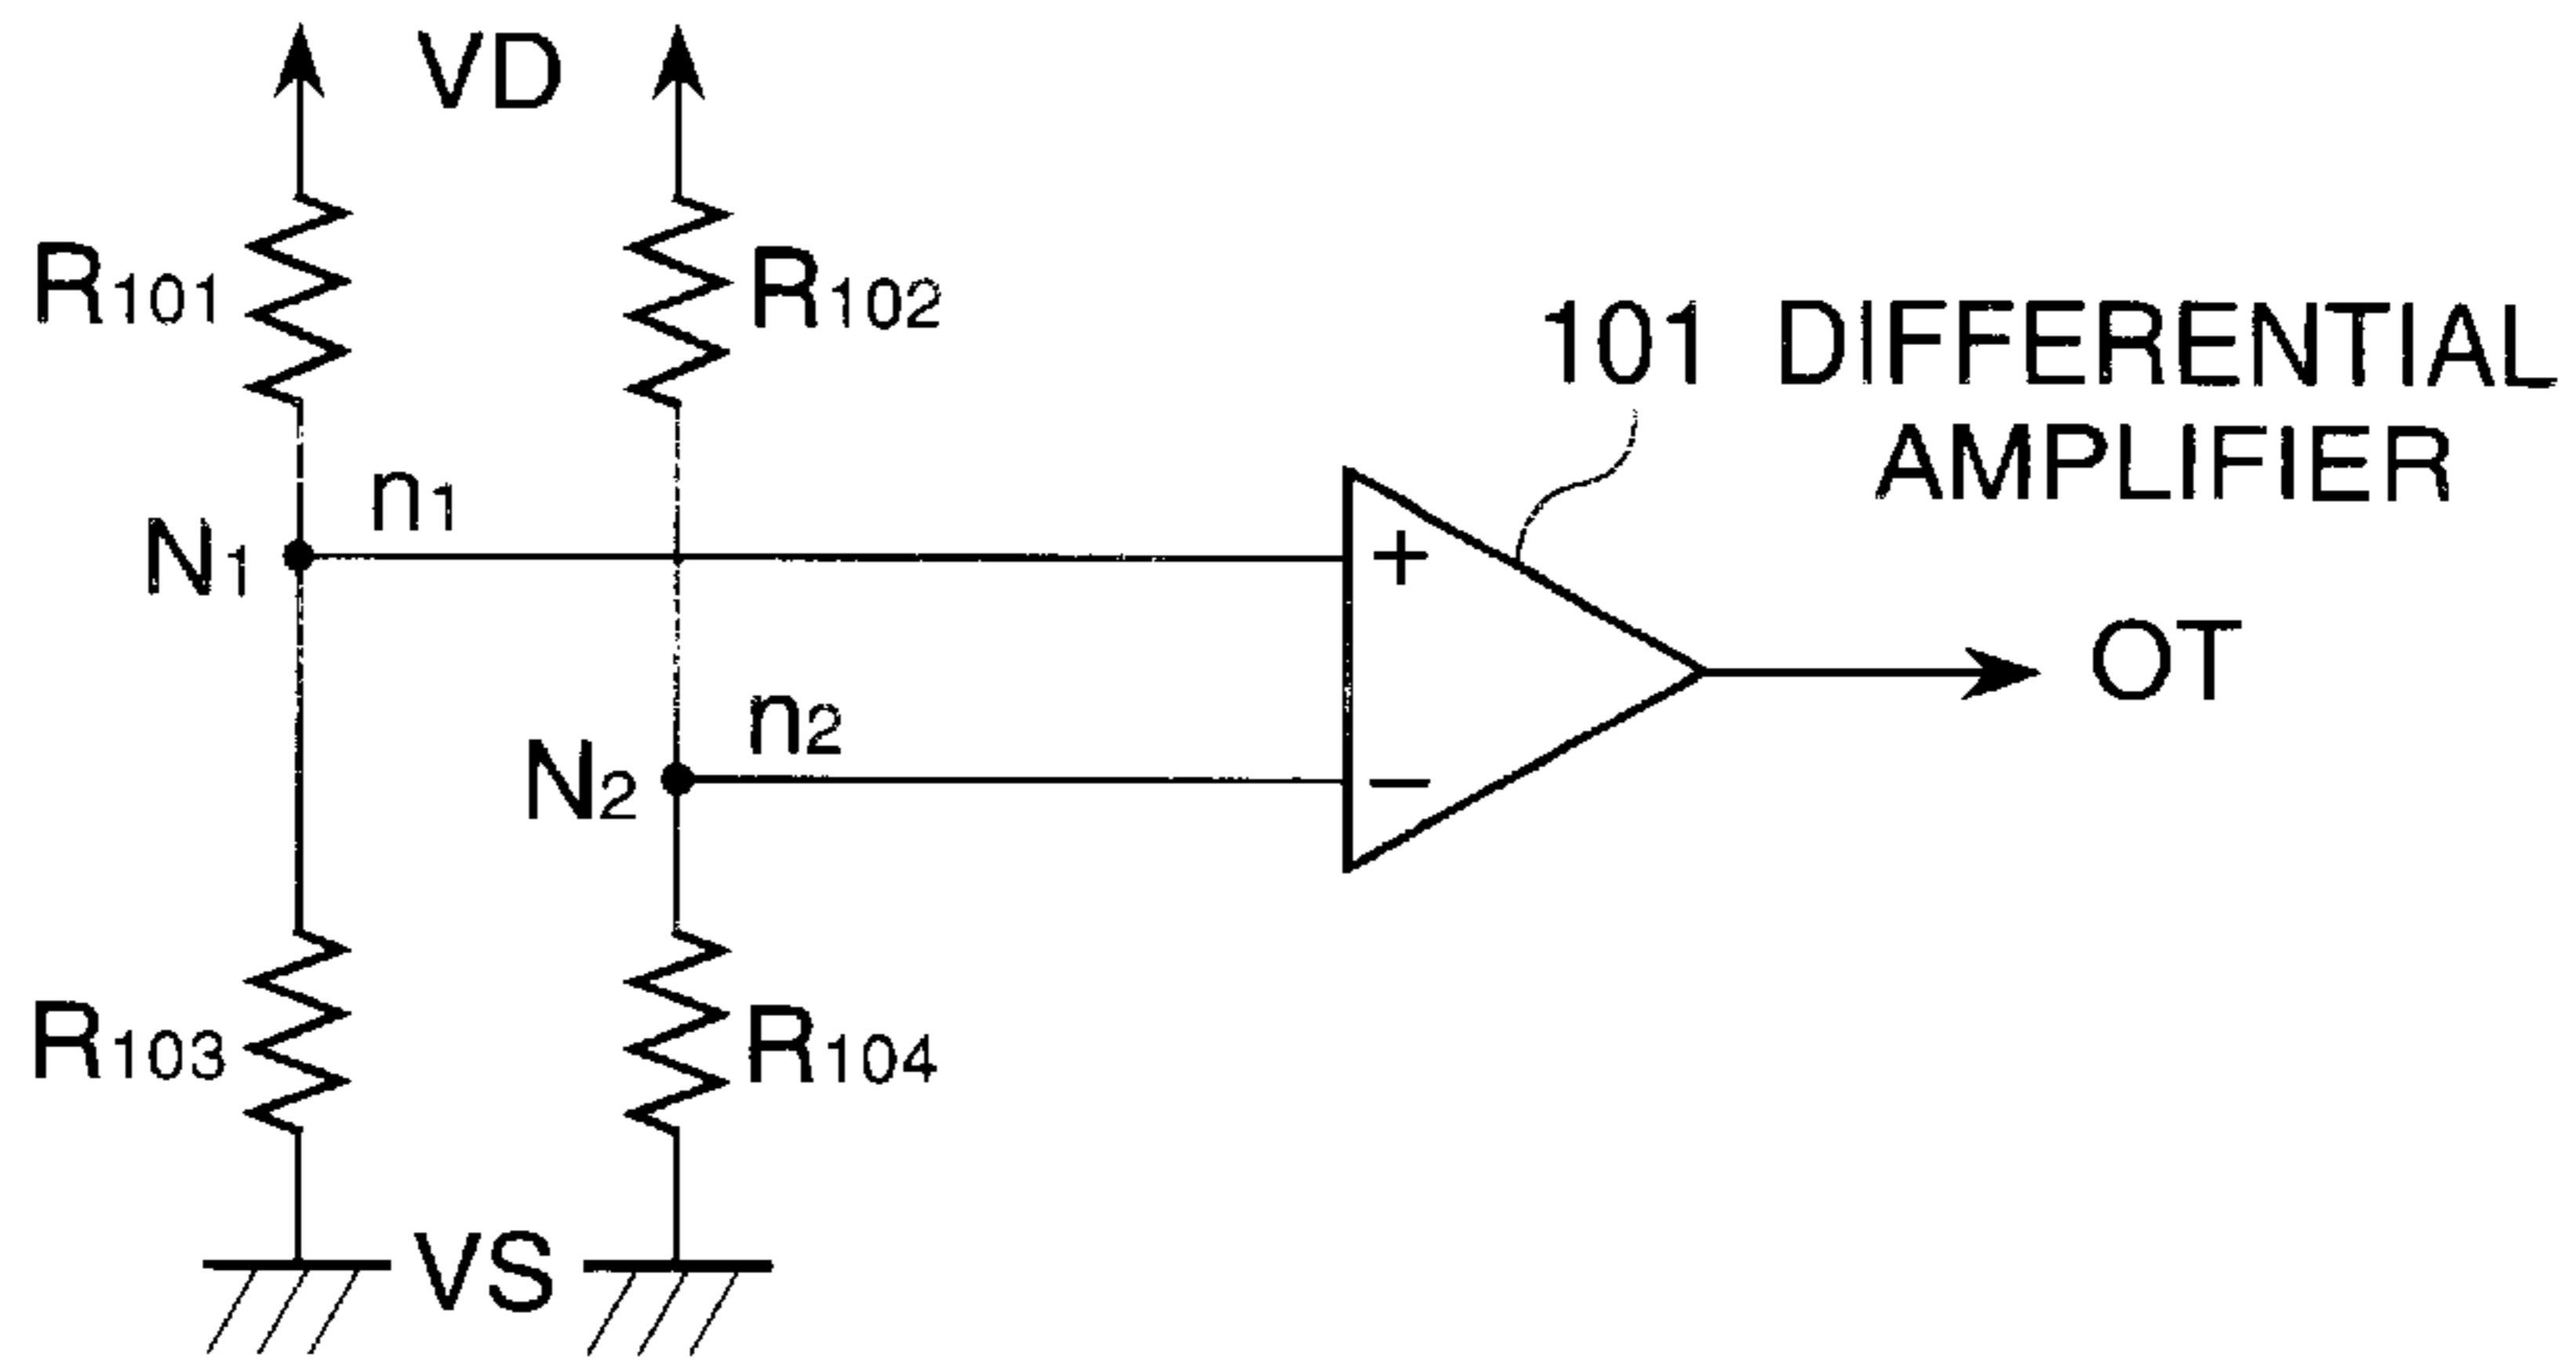 VD
R101
R102
101 DIFFERENTIAL
AMPLIFIER
n1
N1
+
OT
n2
N2
−
R103
R104
VS